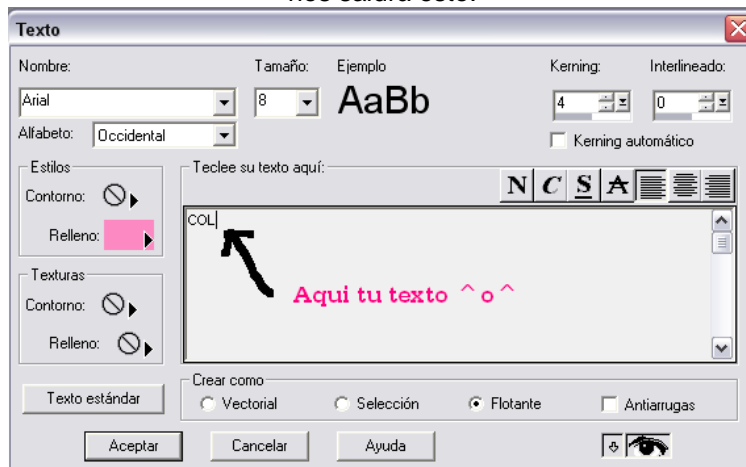 Texto
Nombre: Tamaño: Ejemplo Kerning: Interlineado:
Arial 8 AaBb 4 0
Alfabeto: Occidental Kerning automático
Estilos Teclee su texto aquí:
Contorno: N C S A
Relleno: COL
Aqui tu texto ^o^
Texturas
Contorno:
Relleno:
Crear como
Texto estándar Vectorial Selección Flotante Antiarrugas
Aceptar Cancelar Ayuda